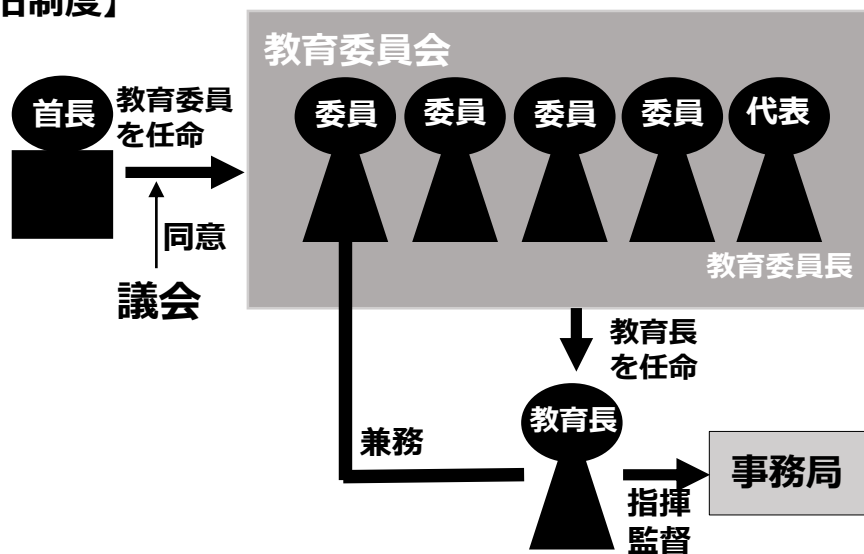 旧制度】
教育委員会
首長
教育委員
を任命
委員
委員
委員
委員
代表
同意
議会
教育委員長
教育長
を任命
兼務
教育長
指揮
監督
事務局